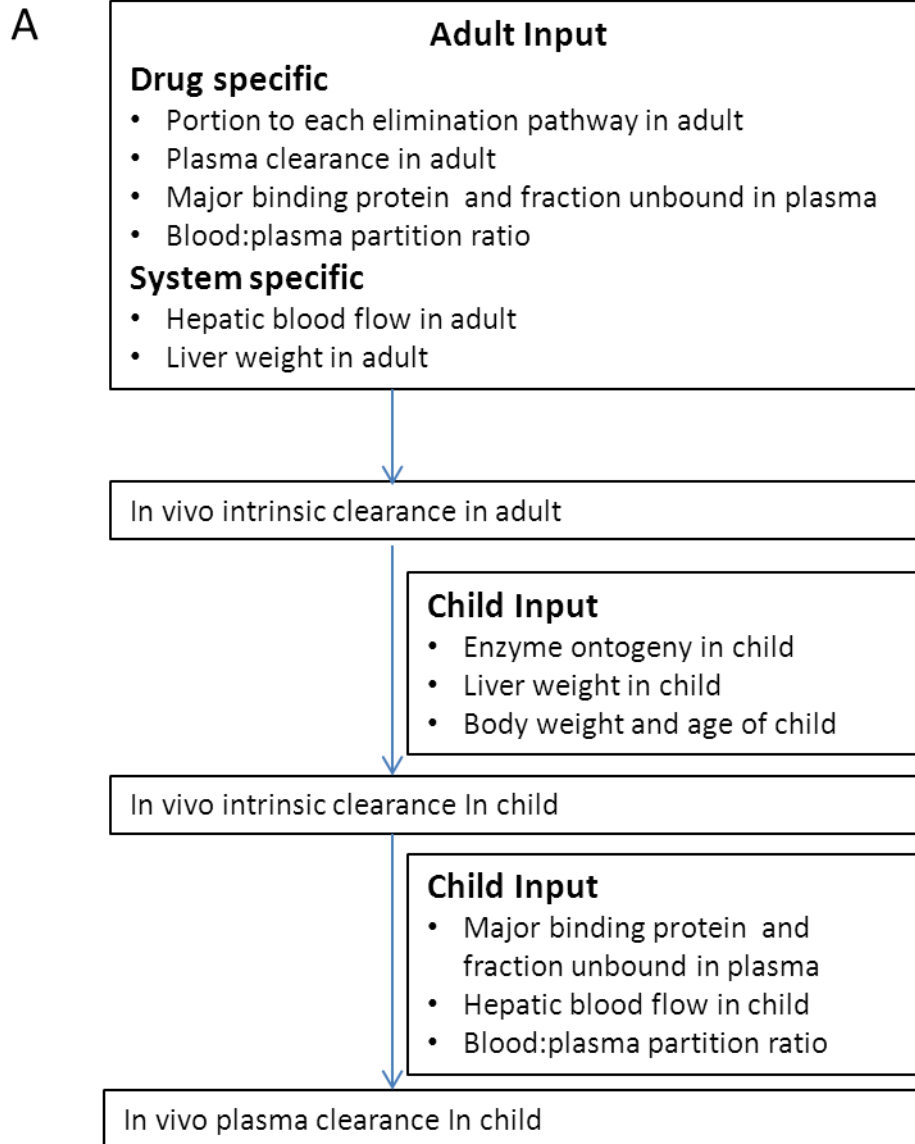 A
Adult Input
Drug specific
• Portion to each elimination pathway in adult
• Plasma clearance in adult
• Major binding protein and fraction unbound in plasma
• Blood:plasma partition ratio
System specific
• Hepatic blood flow in adult
• Liver weight in adult
In vivo intrinsic clearance in adult
Child Input
• Enzyme ontogeny in child
• Liver weight in child
• Body weight and age of child
In vivo intrinsic clearance In child
Child Input
• Major binding protein and
fraction unbound in plasma
• Hepatic blood flow in child
• Blood:plasma partition ratio
In vivo plasma clearance In child